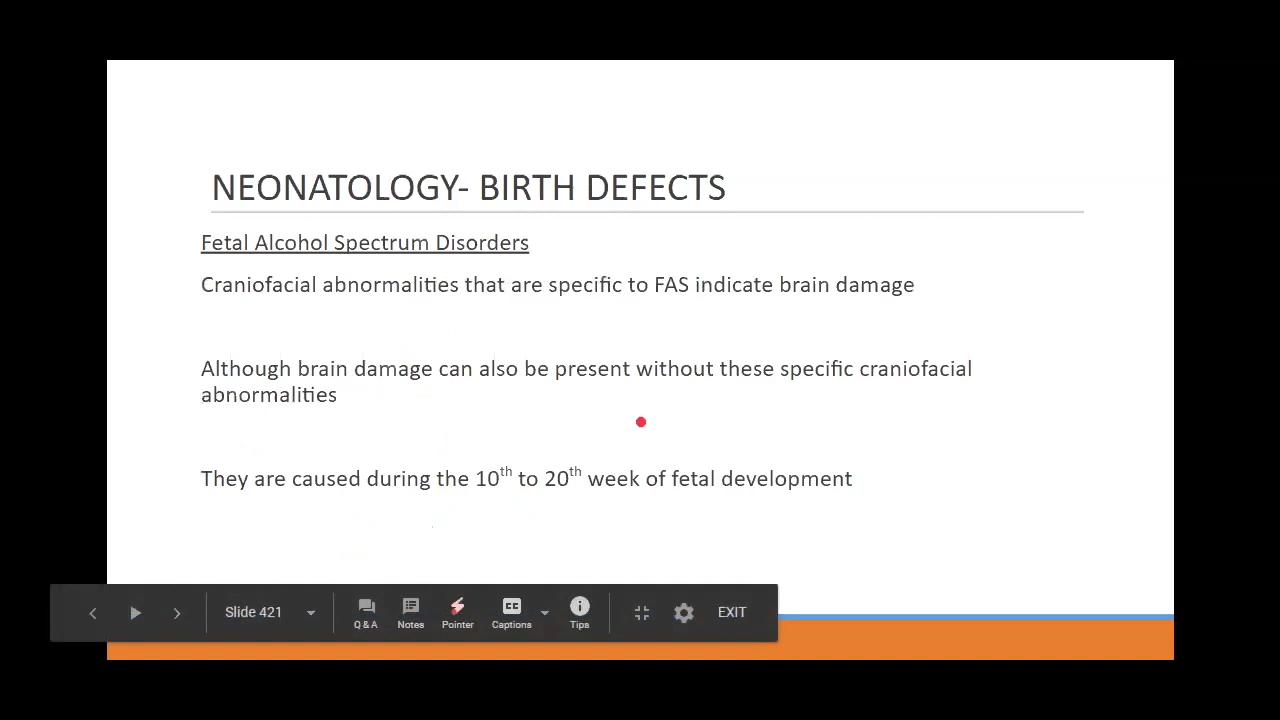 NEONATOLOGY- BIRTH DEFECTS
Fetal Alcohol Spectrum Disorders
Craniofacial abnormalities that are specific to FAS indicate brain damage
Although brain damage can also be present without these specific craniofacial
abnormalities
They are caused during the 10th to 20th week of fetal development
Slide 421
Q & A
Notes
Pointer
CC
Captions
Tips
EXIT